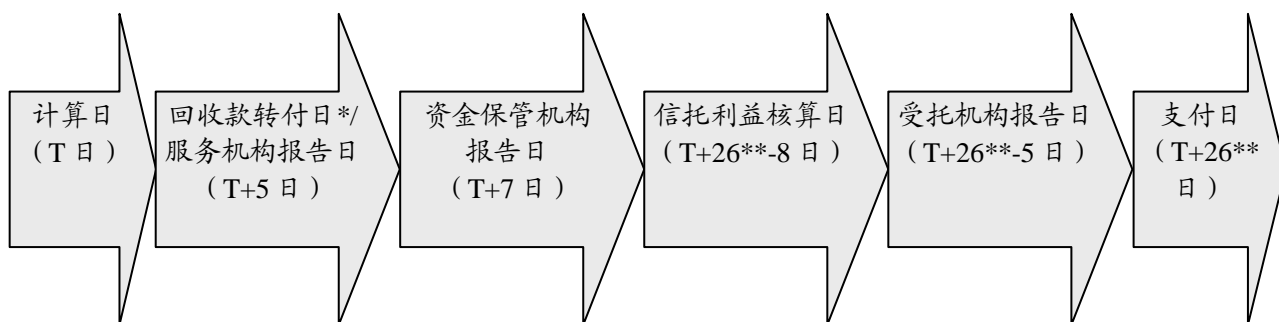 计算日
（T 日）
回收款转付日*/
服务机构报告日
（T+5 日）
资金保管机构
报告日
（T+7 日）
信托利益核算日
（T+26**-8 日）
受托机构报告日
（T+26**-5 日）
支付日
（T+26**
日）